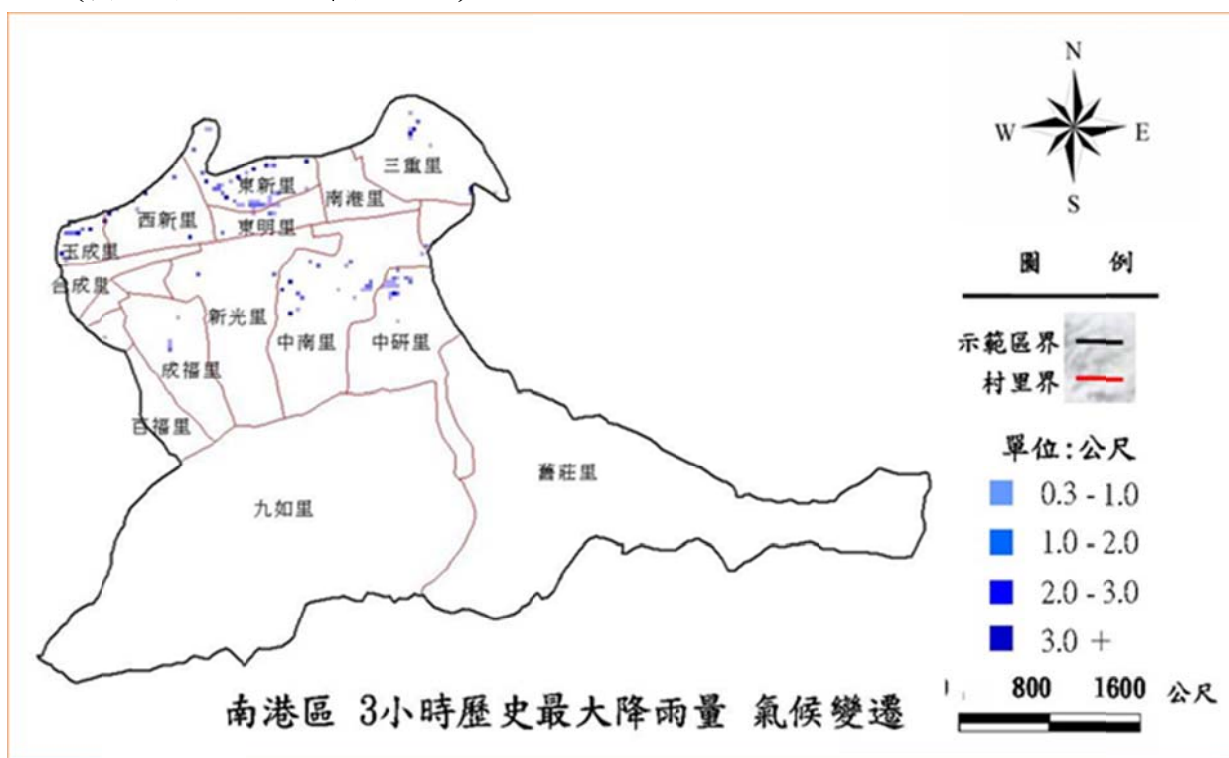 N
W
E
S
三重里
東新里
南港里
西新里
東明里
玉成里
合成里
新光里
中南里
中研里
成福里
百福里
九如里
舊莊里
圖 例
示範區界
村里界
單位:公尺
0.3 - 1.0
1.0 - 2.0
2.0 - 3.0
3.0 +
800 1600 公尺
南港區 3小時歷史最大降雨量 氣候變遷